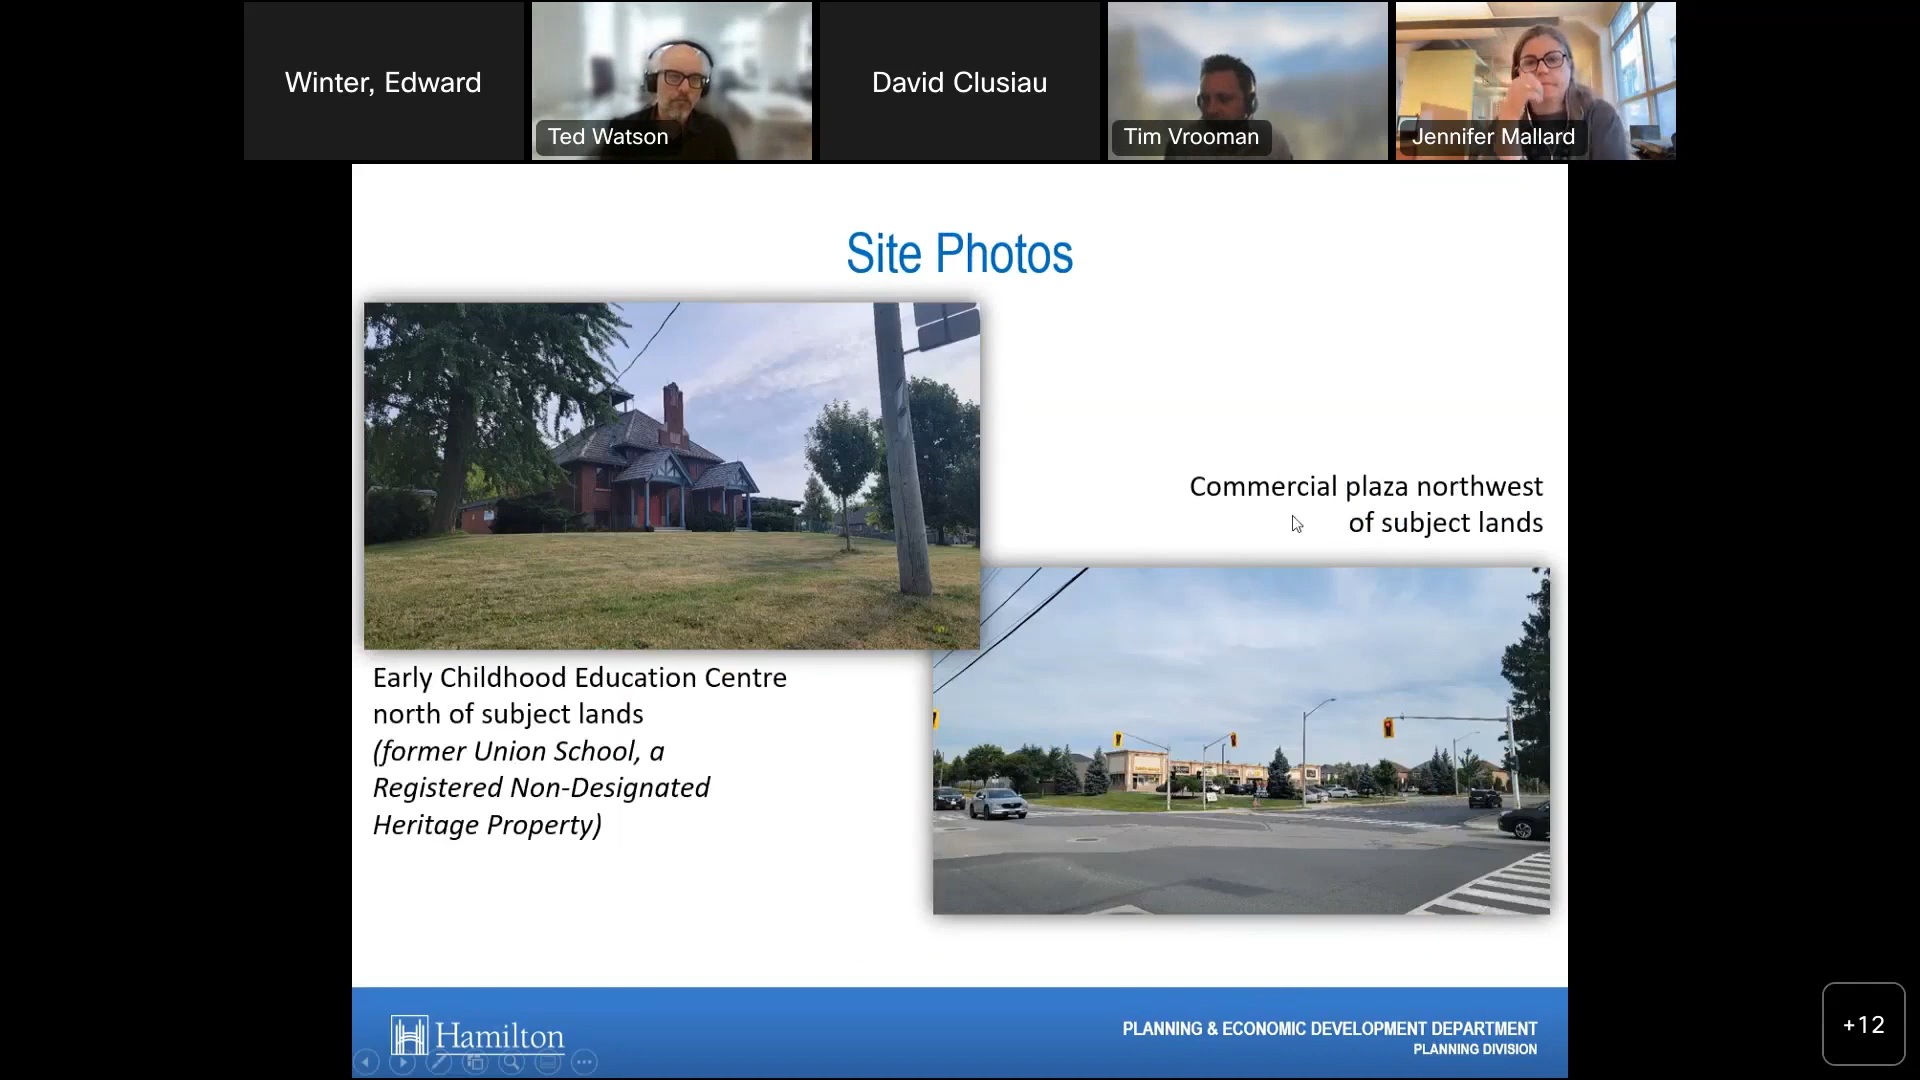 Winter, Edward
Ted Watson
David Clusiau
Tim Vrooman
Jennifer Mallard
Site Photos
Commercial plaza northwest
of subject lands
Early Childhood Education Centre
north of subject lands
(former Union School, a
Registered Non-Designated
Heritage Property)
Hamilton
PLANNING & ECONOMIC DEVELOPMENT DEPARTMENT
PLANNING DIVISION
+12